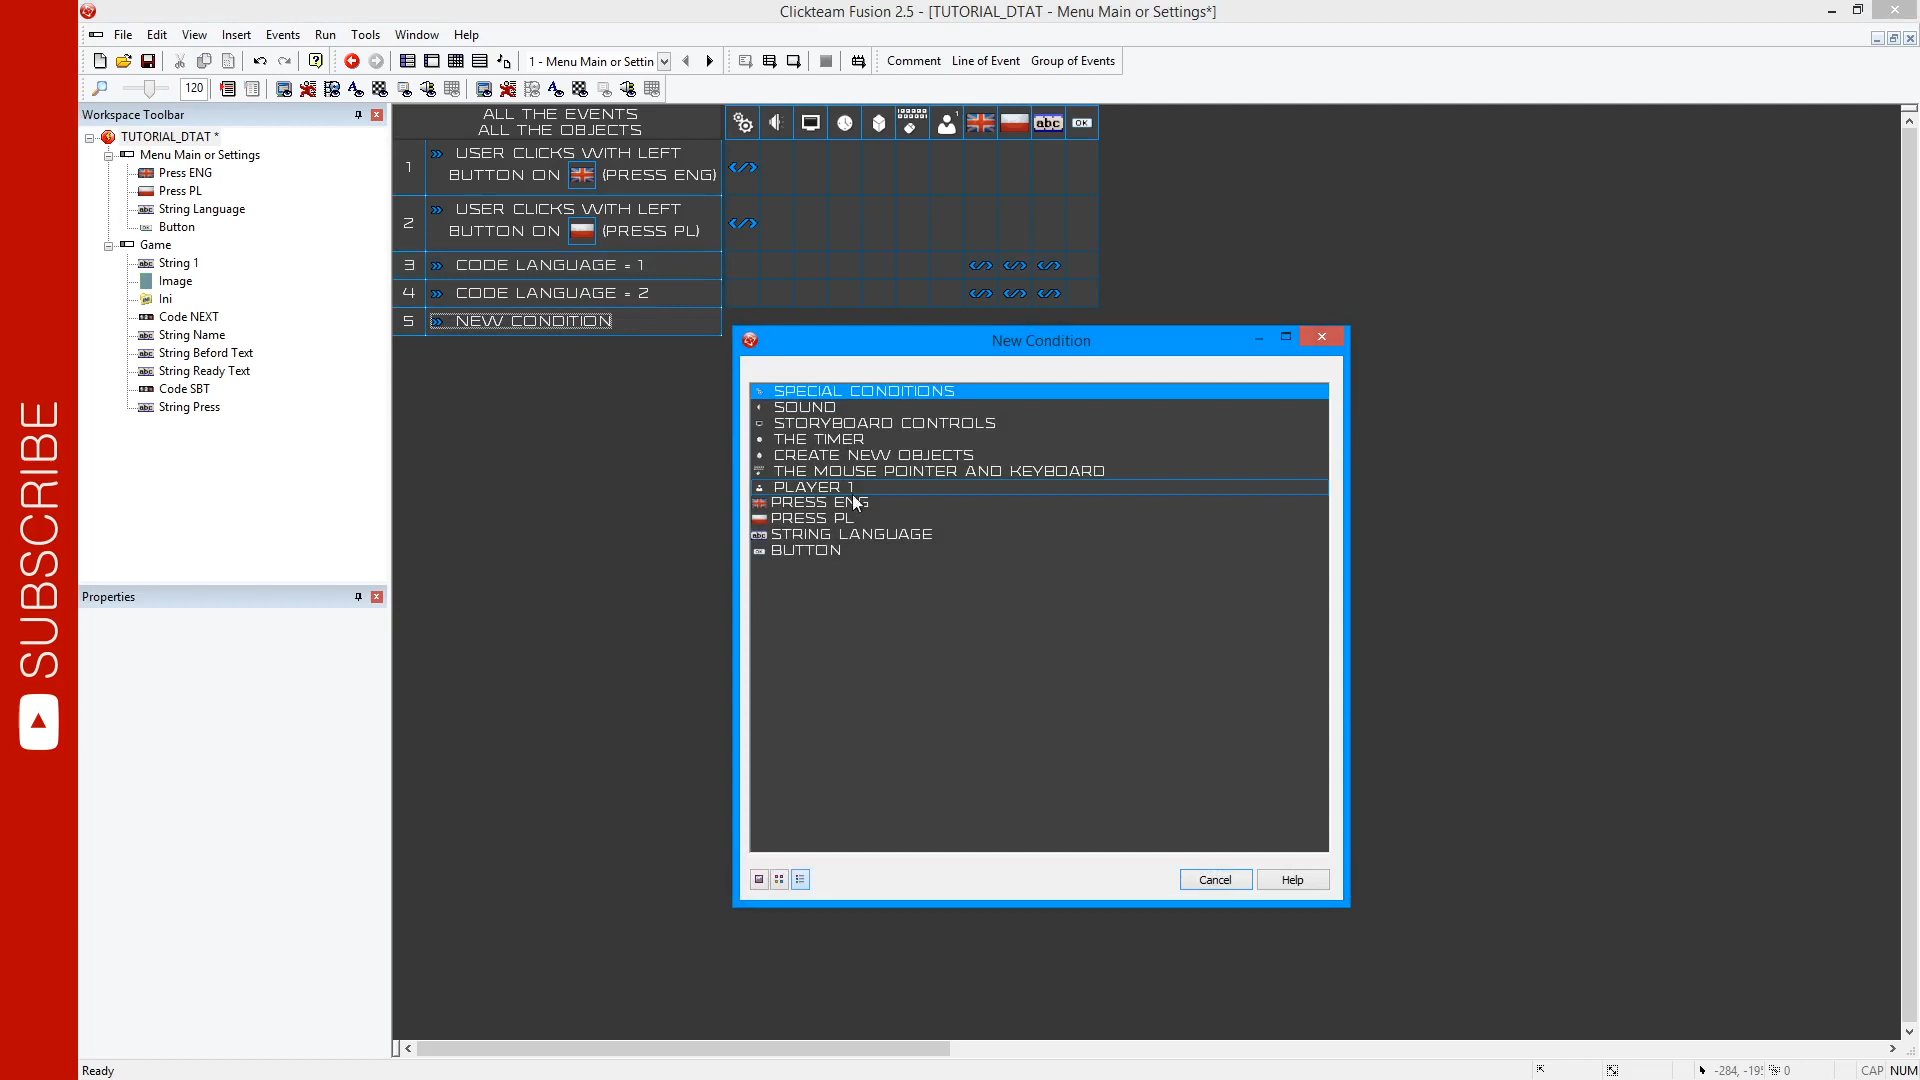 Clickteam Fusion 2.5 - [TUTORIAL_DTAT - Menu Main or Settings*]
File Edit View Insert Events Run Tools Window Help
1 - Menu Main or Settin
Comment Line of Event Group of Events
120
Workspace Toolbar
TUTORIAL_DTAT *
Menu Main or Settings
Press ENG
Press PL
String Language
Button
Game
String 1
Image
Ini
Code NEXT
String Name
String Beford Text
String Ready Text
Code SBT
String Press
Properties
SUBSCRIBE
ALL THE EVENTS
ALL THE OBJECTS
1
abc
OK
1 USER CLICKS WITH LEFT
BUTTON ON (PRESS ENG)
2 USER CLICKS WITH LEFT
BUTTON ON (PRESS PL)
3 CODE LANGUAGE = 1
4 CODE LANGUAGE = 2
5 NEW CONDITION
New Condition
SPECIAL CONDITIONS
SOUND
STORYBOARD CONTROLS
THE TIMER
CREATE NEW OBJECTS
THE MOUSE POINTER AND KEYBOARD
PLAYER 1
PRESS ENG
PRESS PL
STRING LANGUAGE
BUTTON
Cancel Help
Ready
0
CAP NUM